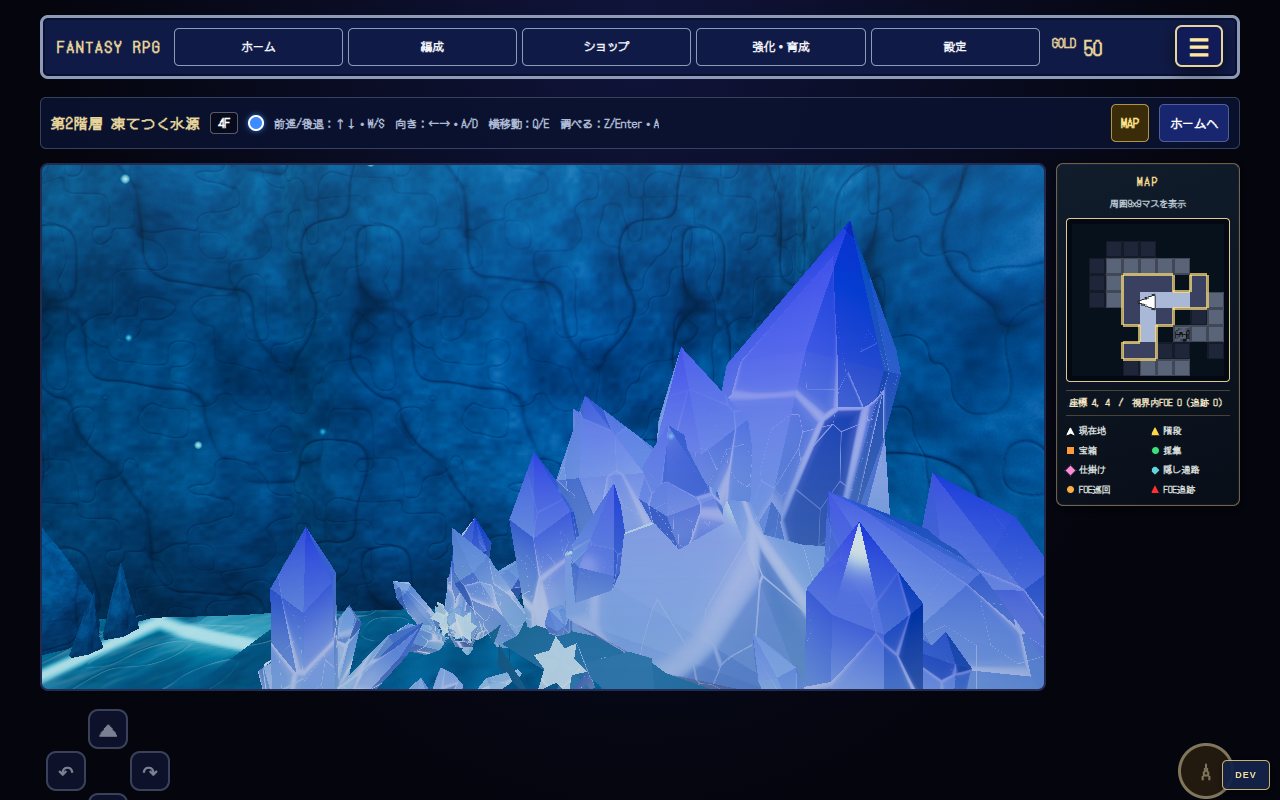 FANTASY RPG
ホーム
編成
ショップ
強化・育成
設定
GOLD 50
第2階層 凍てつく水源
4F
前進/後退：↑↓・W/S 向き：←→・A/D 横移動：Q/E 調べる：Z/Enter・A
MAP
ホームへ
MAP
周囲9x9マスを表示
座標 4, 4 / 視界内FOE 0（追跡 0）
現在地
階段
宝箱
採集
仕掛け
隠し通路
FOE巡回
FOE追跡
A
DEV